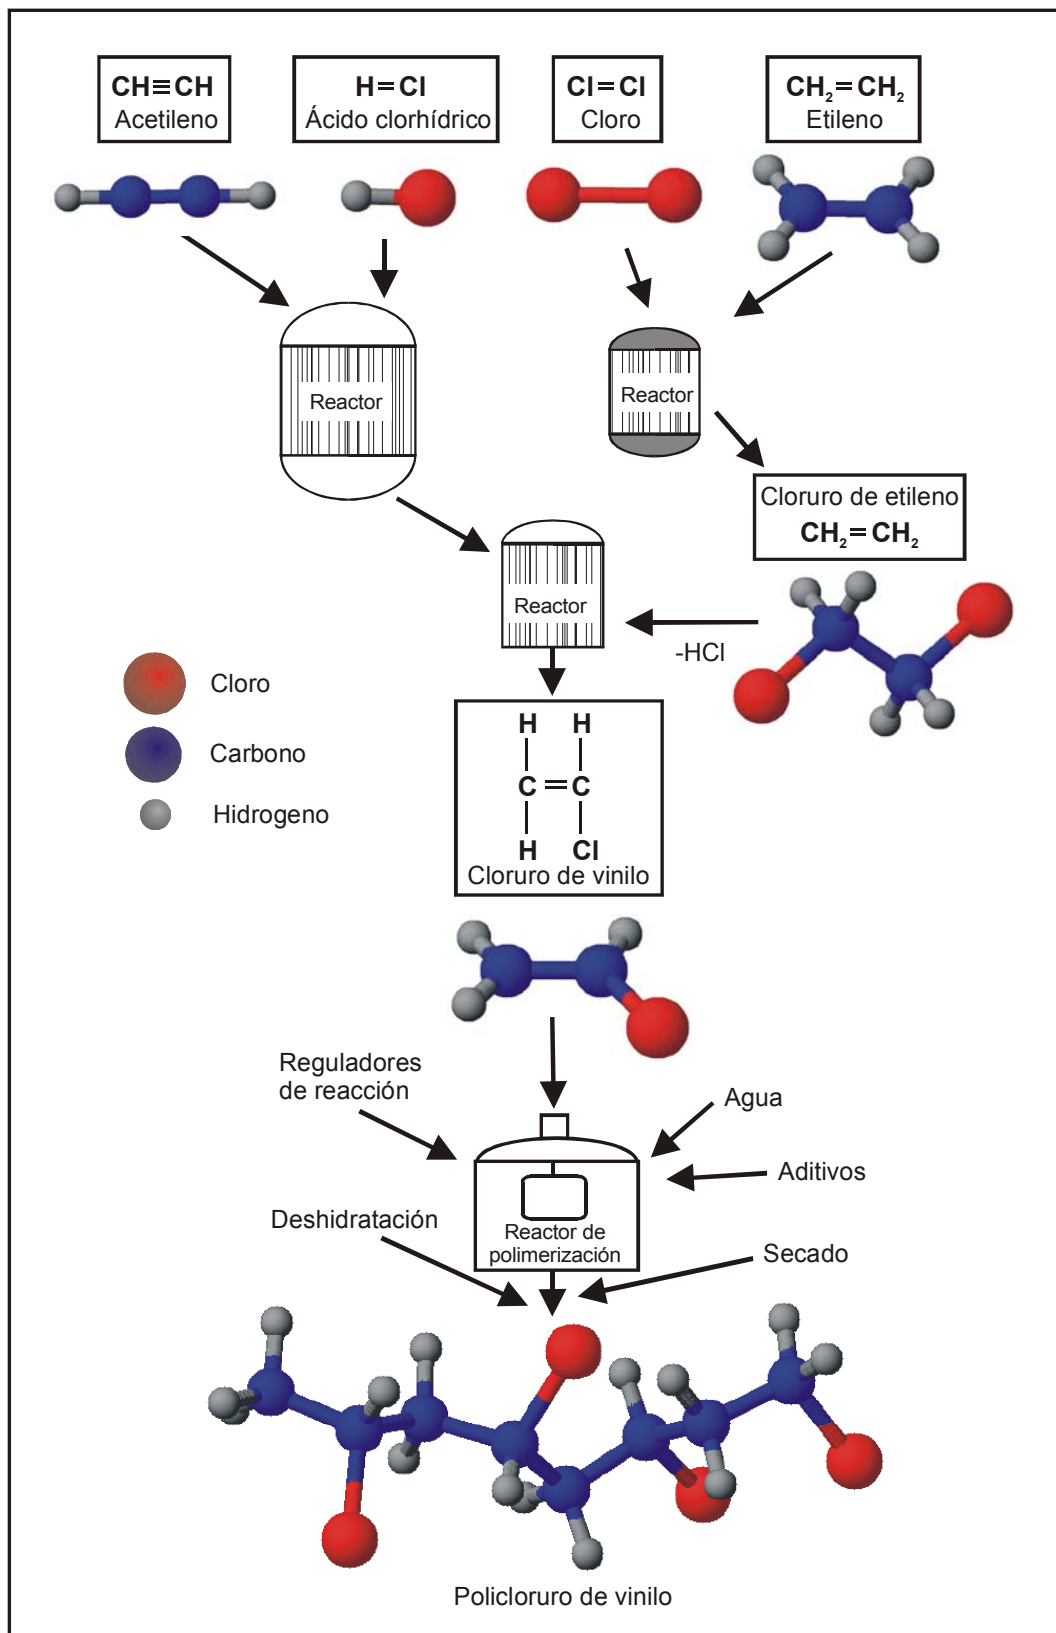 CH≡CH
Acetileno
H=Cl
Ácido clorhídrico
Cl=Cl
Cloro
CH₂=CH₂
Etileno
Reactor
Reactor
Cloruro de etileno
CH₂=CH₂
Reactor
-HCl
Cloro
Carbono
Hidrogeno
H H
C=C
H Cl
Cloruro de vinilo
Reguladores
de reacción
Agua
Aditivos
Deshidratación
Reactor de
polimerización
Secado
Policloruro de vinilo